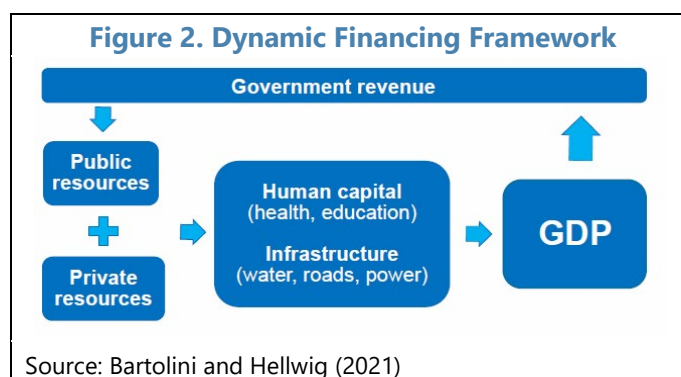 Figure 2. Dynamic Financing Framework
Government revenue
Public
resources
Private
resources
Human capital
(health, education)
Infrastructure
(water, roads, power)
GDP
Source: Bartolini and Hellwig (2021)